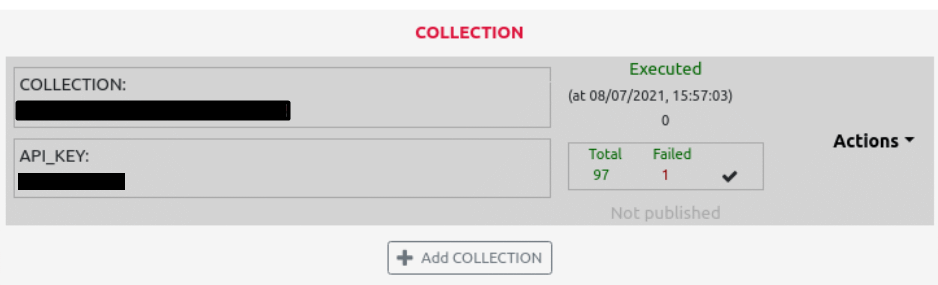 COLLECTION
COLLECTION:
API_KEY:
Executed
(at 08/07/2021, 15:57:03)
0
Total Failed
97 1
Not published
Actions
Add COLLECTION